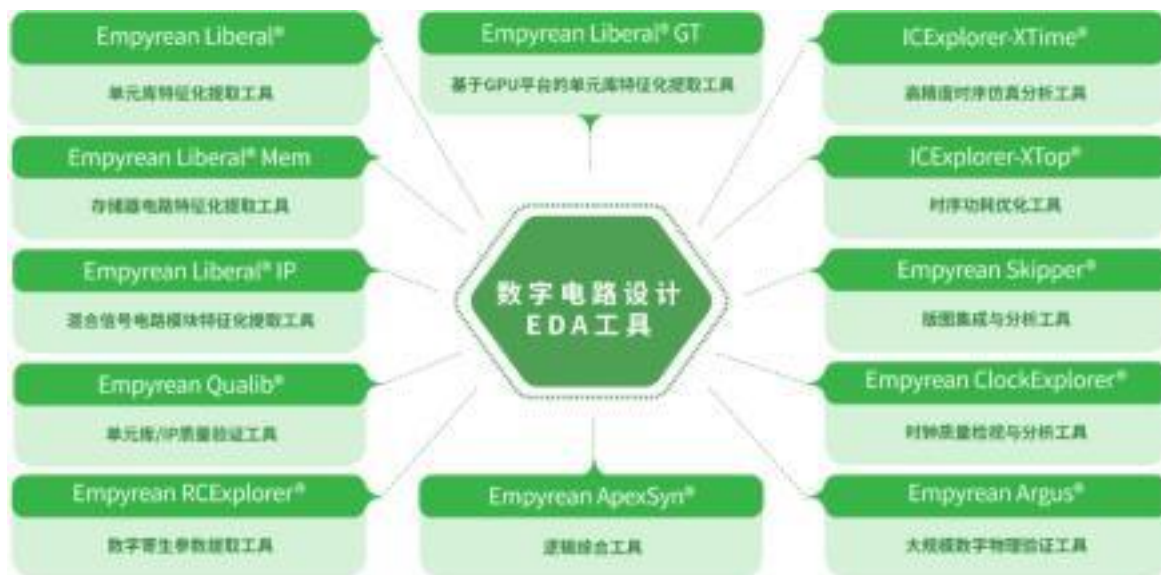 Empyrean Liberal®
单元库特征化提取工具
Empyrean Liberal® GT
基于GPU平台的单元库特征化提取工具
ICExplorer-XTime®
高精度时序仿真分析工具
Empyrean Liberal® Mem
存储器电路特征化提取工具
ICExplorer-XTop®
时序功耗优化工具
Empyrean Liberal® IP
混合信号电路模块特征化提取工具
数字电路设计
EDA工具
Empyrean Skipper®
版图集成与分析工具
Empyrean Qualib®
单元库/IP质量验证工具
Empyrean ClockExplorer®
时钟质量检视与分析工具
Empyrean RCExplorer®
数字寄生参数提取工具
Empyrean ApexSyn®
逻辑综合工具
Empyrean Argus®
大规模数字物理验证工具